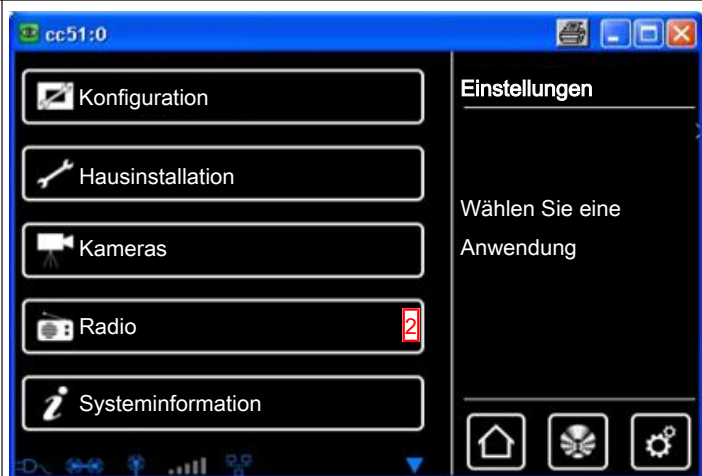 cc51:0
Konfiguration
Hausinstallation
Kameras
Radio 2
Systeminformation
Einstellungen
Wählen Sie eine
Anwendung